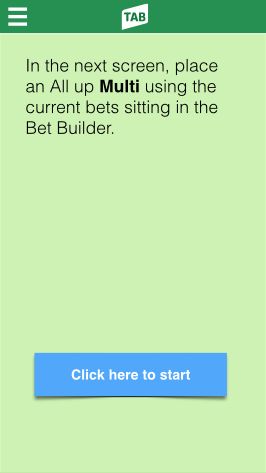 TAB
In the next screen, place
an All up Multi using the
current bets sitting in the
Bet Builder.
Click here to start